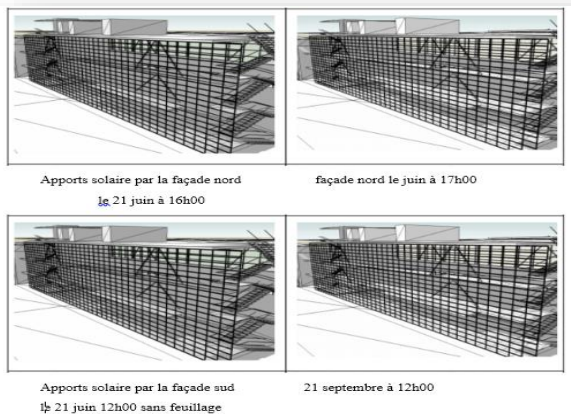 Apports solaire par la façade nord
le 21 juin à 16h00
façade nord le juin à 17h00
Apports solaire par la façade sud
le 21 juin 12h00 sans feuillage
21 septembre à 12h00